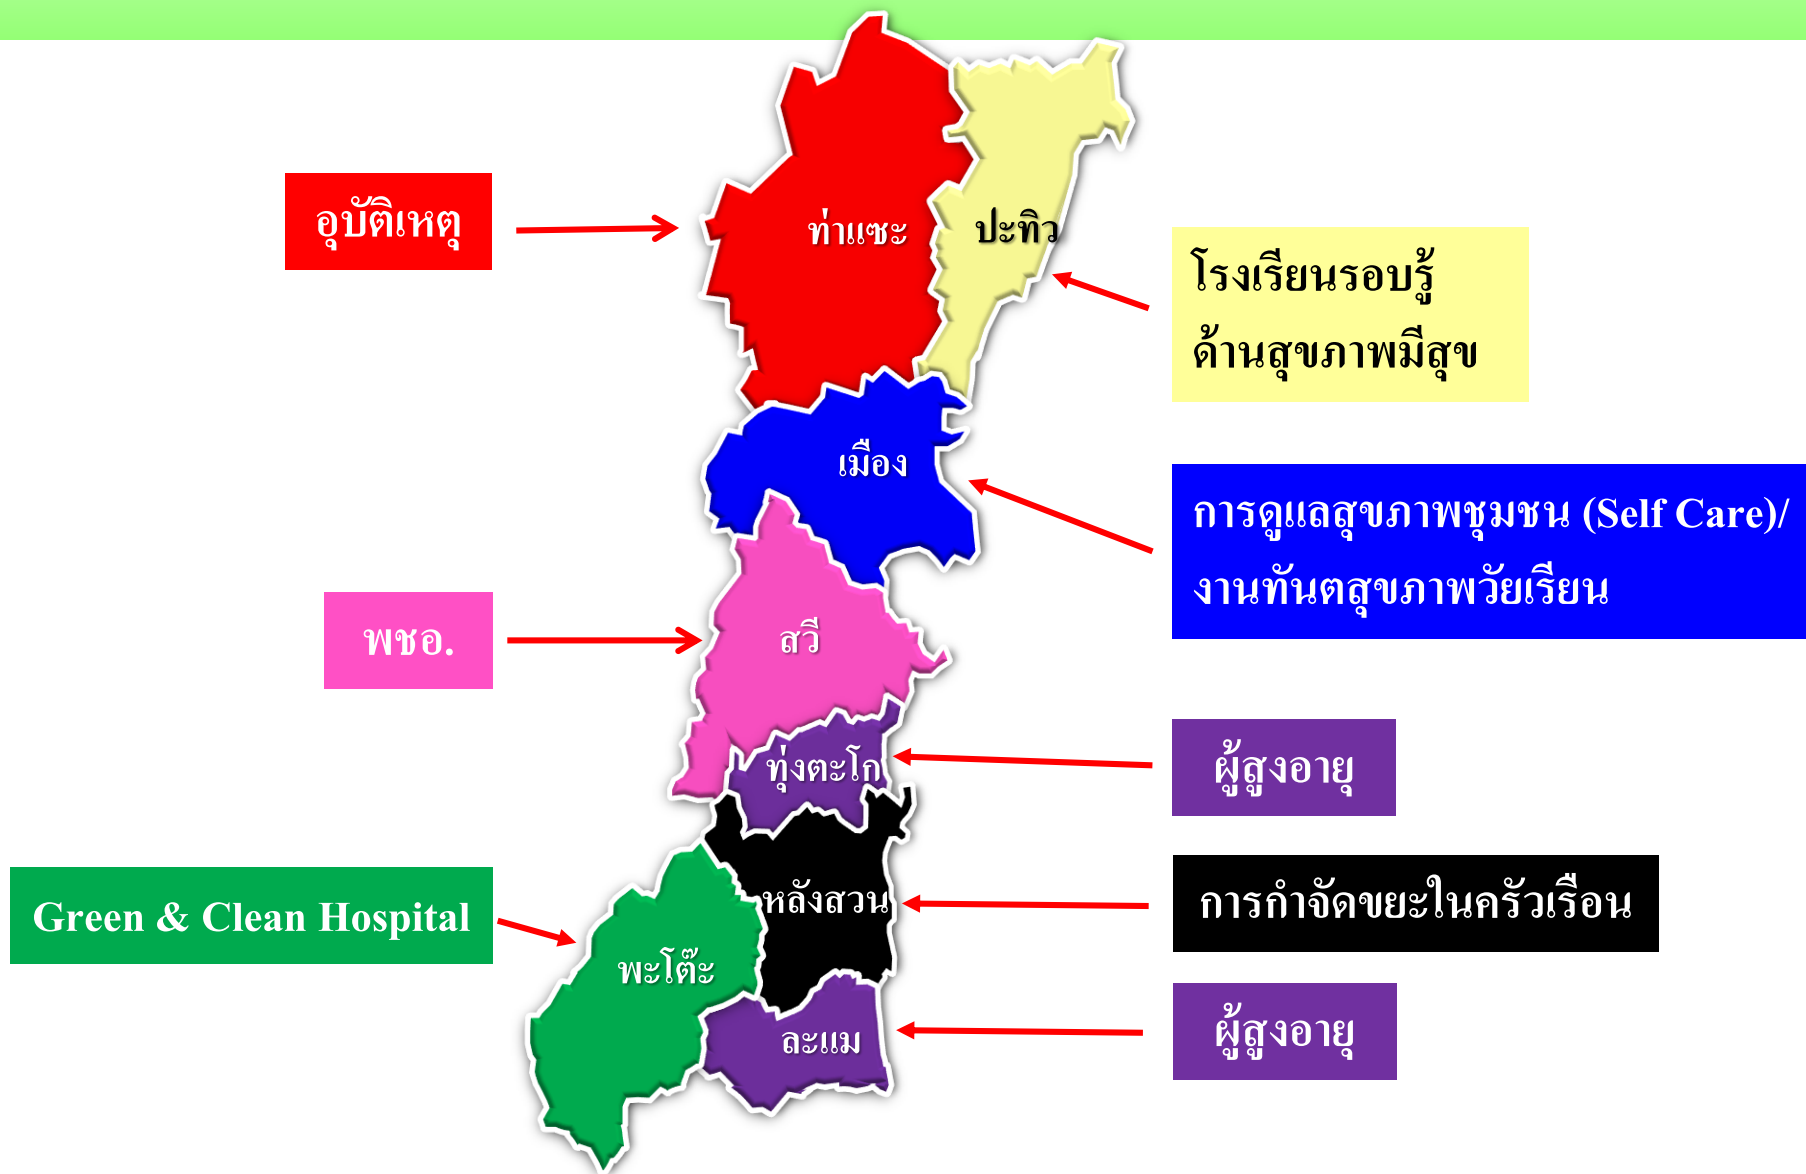 อุบัติเหตุ
ท่าแซะ
ปะทิว
โรงเรียนรอบรู้
ด้านสุขภาพมีสุข
เมือง
การดูแลสุขภาพชุมชน (Self Care)/
งานทันตสุขภาพวัยเรียน
พชอ.
สวี
ทุ่งตะโก
ผู้สูงอายุ
Green & Clean Hospital
หลังสวน
การกำจัดขยะในครัวเรือน
พะโต๊ะ
ละแม
ผู้สูงอายุ